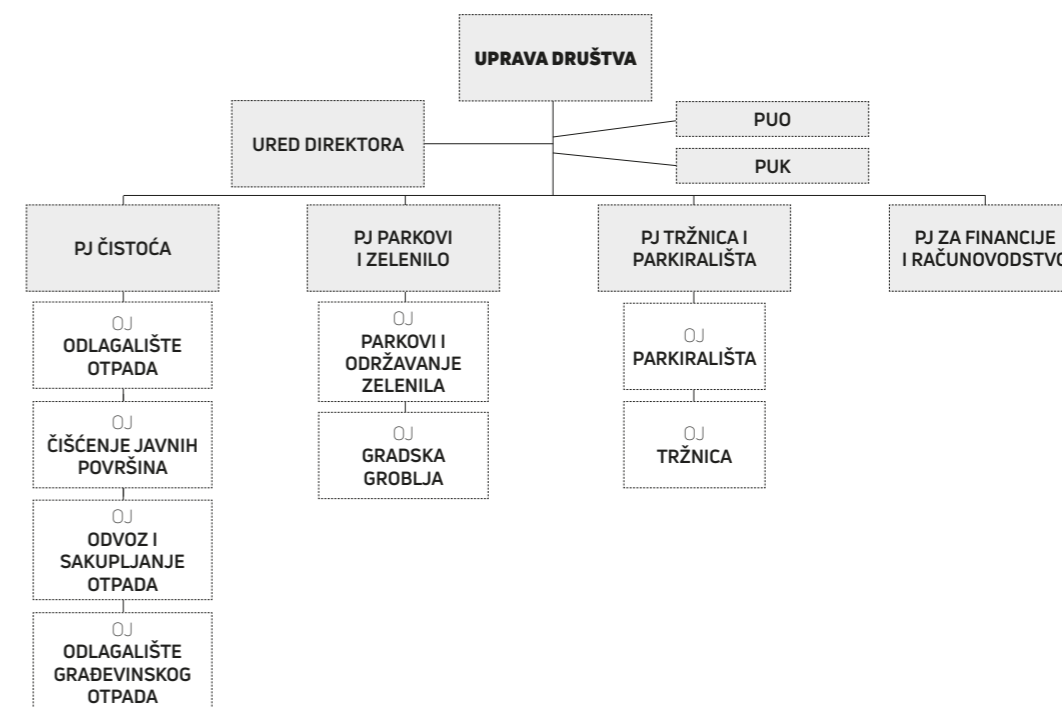 UPRAVA DRUŠTVA
URED DIREKTORA
PUO
PUK
PJ ČISTOĆA
PJ PARKOVI
I ZELENILO
PJ TRŽNICA I
PARKIRALIŠTA
PJ ZA FINANCIJE
I RAČUNOVODSTVO
OJ
ODLAGALIŠTE
OTPADA
OJ
ČIŠĆENJE JAVNIH
POVRŠINA
OJ
ODVOZ I
SAKUPLJANJE
OTPADA
OJ
ODLAGALIŠTE
GRAĐEVINSKOG
OTPADA
OJ
PARKOVI I
ODRŽAVANJE
ZELENILA
OJ
GRADSKA
GROBLJA
OJ
PARKIRALIŠTA
OJ
TRŽNICA